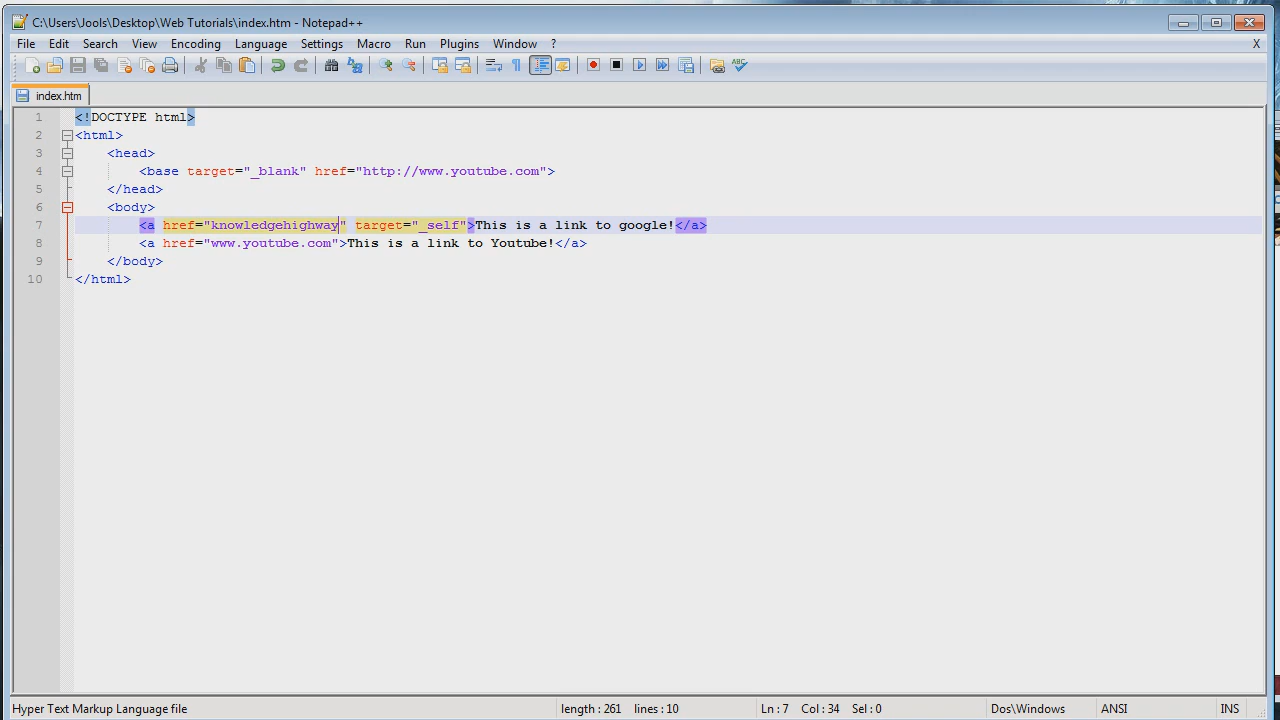 C:\Users\Jools\Desktop\Web Tutorials\index.htm - Notepad++
File Edit Search View Encoding Language Settings Macro Run Plugins Window ? X
index.htm
1 <!DOCTYPE html>
2 <html>
3 <head>
4 <base target="_blank" href="http://www.youtube.com">
5 </head>
6 <body>
7 <a href="knowledgehighway" target="_self">This is a link to google!</a>
8 <a href="www.youtube.com">This is a link to Youtube!</a>
9 </body>
10 </html>
Hyper Text Markup Language file length : 261 lines : 10 Ln : 7 Col : 34 Sel : 0 Dos\Windows ANSI INS